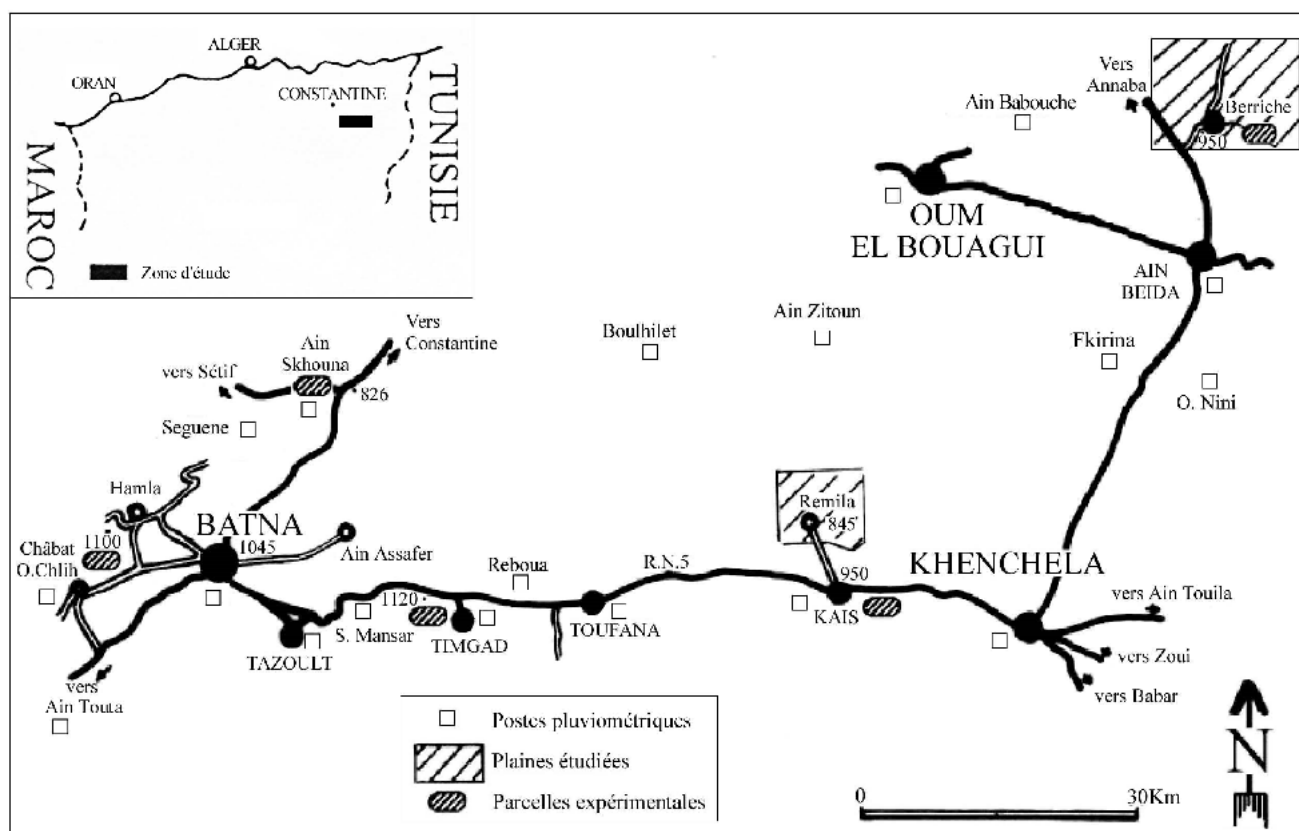 ALGER
ORAN
CONSTANTINE
MAROC
TUNISIE
Zone d'étude
Vers
Annaba
Berriche
950
Ain Babouche
OUM
EL BOUAGUI
AIN
BEIDA
Ain Zitoun
Boulhilet
Fkirina
O. Nini
Vers
Constantine
Ain
Skhouna
vers Sétif
826
Seguene
Hamla
BATNA
1045
1100
Châbat
O.Chlih
Ain Assafer
Remila
845
KHENCHELA
Reboua
R.N.5
950
KAIS
1120
S. Mansar
TIMGAD
TOUFANA
TAZOULT
vers Ain Touila
vers Zoui
vers Babar
vers
Ain Touta
Postes pluviométriques
Plaines étudiées
Parcelles expérimentales
0 30Km
N